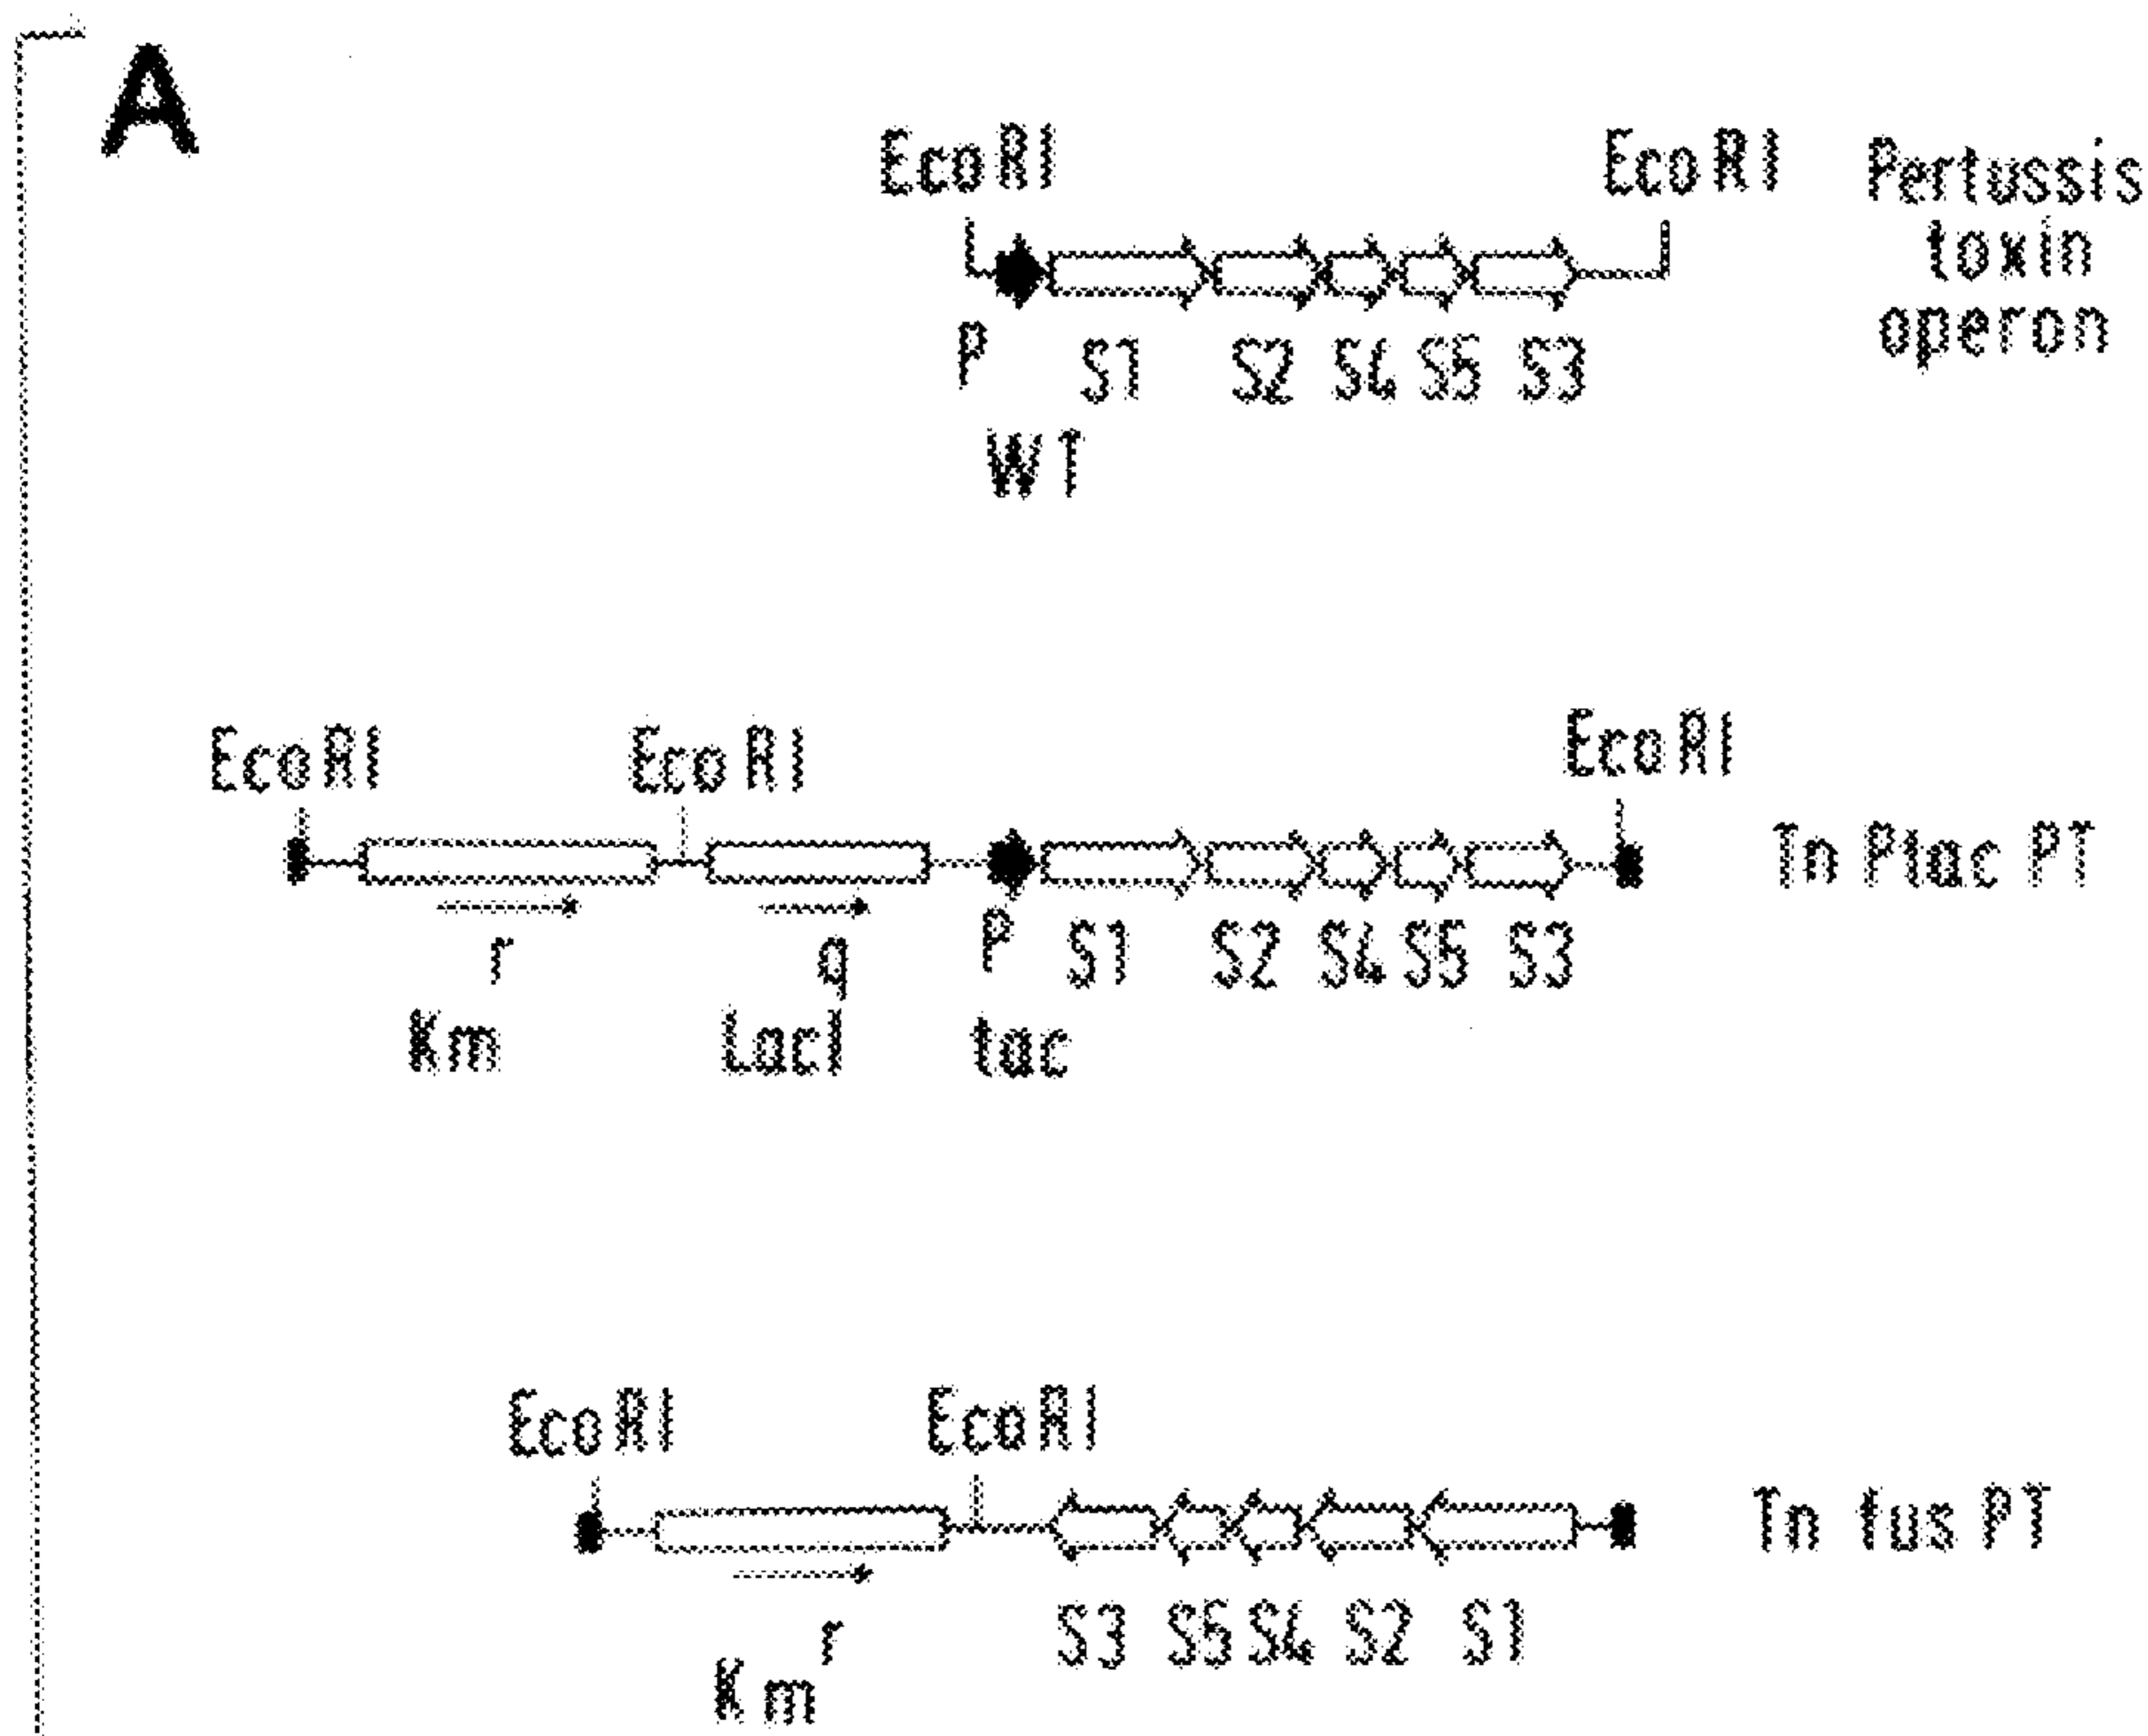 A
EcoRI EcoRI Pertussis
toxin
operon
P S1 S2 S4 S5 S3
WT
EcoRI EcoRI EcoRI
Tn Ptac PT
r q P S1 S2 S4 S5 S3
Km LacI tac
EcoRI EcoRI
Tn fus PT
S3 S5 S4 S2 S1
r
Km